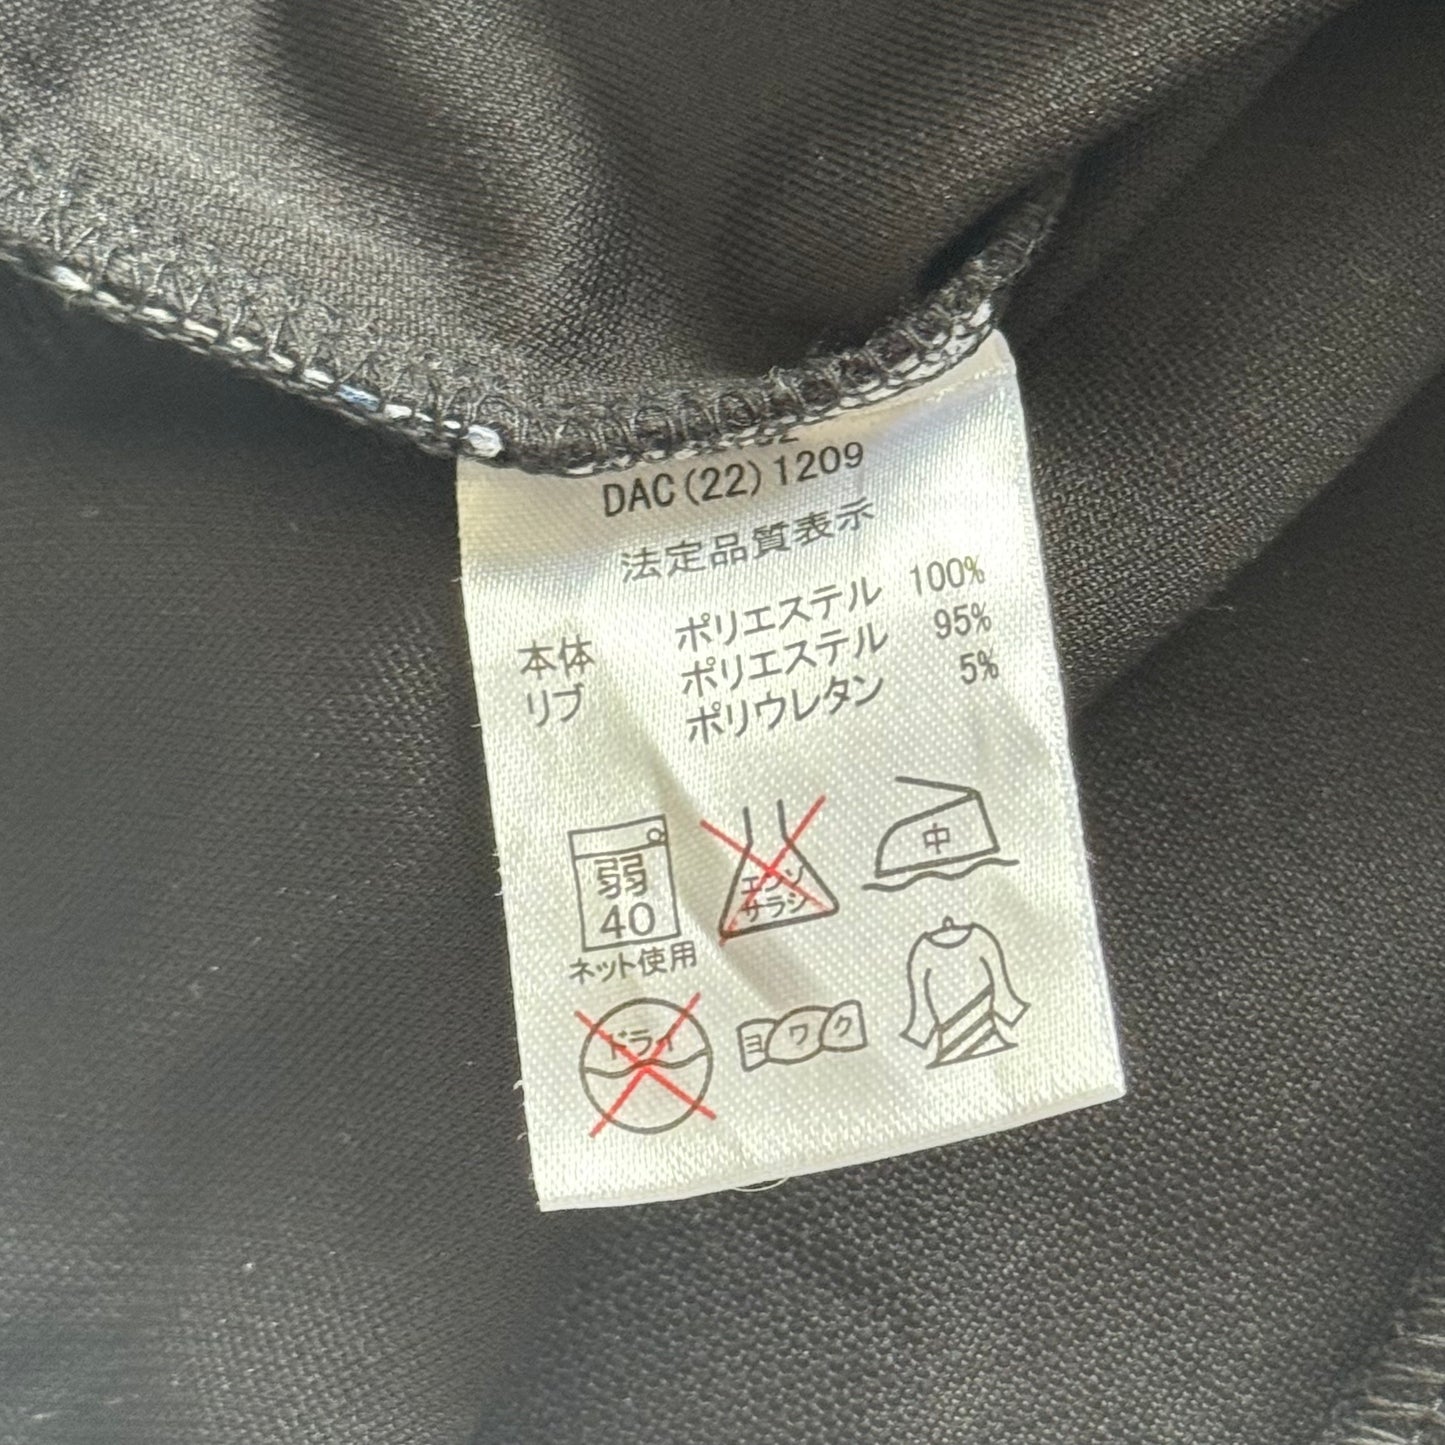 DAC(22)1209
法定品質表示
本体 ポリエステル 100%
リブ ポリエステル 95%
ポリウレタン 5%
弱
40
ネット使用
エンソ
サラシ
中
ドライ
ヨワク